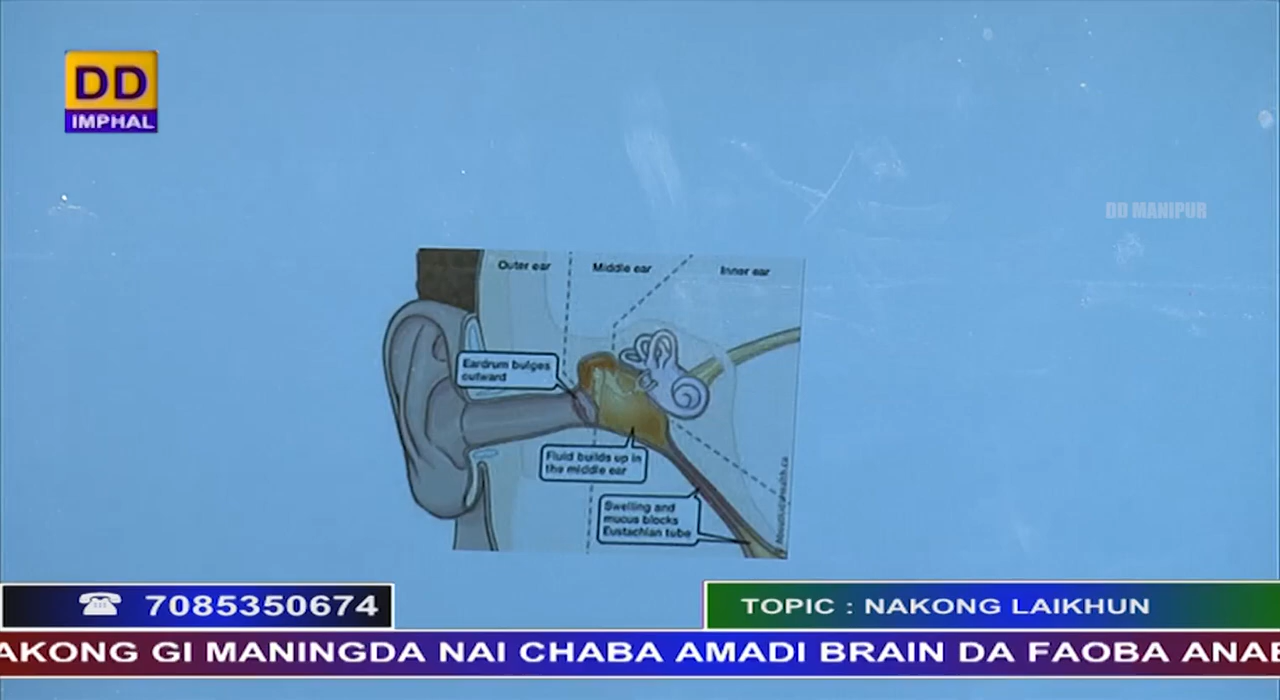 DD
IMPHAL
DD MANIPUR
Outer ear
Middle ear
Inner ear
Eardrum bulges
outward
Fluid builds up in
the middle ear
Swelling and
mucus blocks
Eustachian tube
7085350674
TOPIC : NAKONG LAIKHUN
AKONG GI MANINGDA NAI CHABA AMADI BRAIN DA FAOBA ANAB